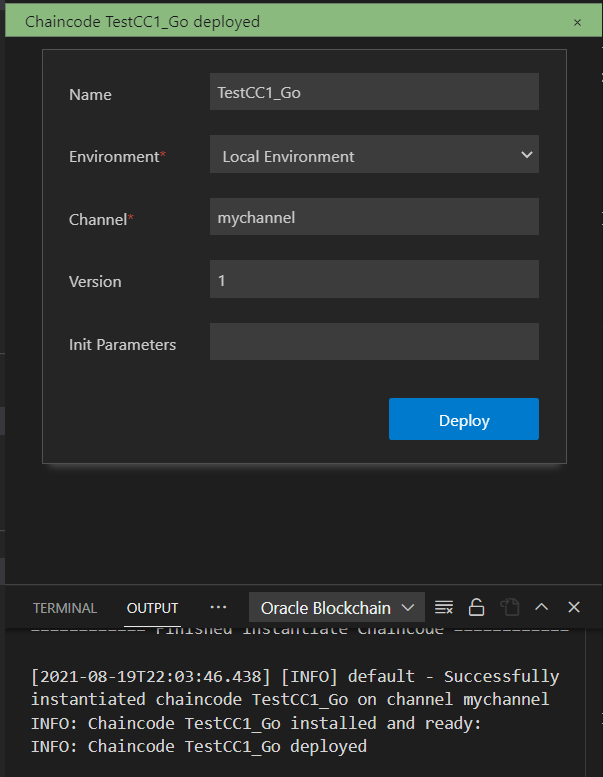 Chaincode TestCC1_Go deployed ×
Name TestCC1_Go
Environment* Local Environment
Channel* mychannel
Version 1
Init Parameters
Deploy
TERMINAL OUTPUT ··· Oracle Blockchain
============ Finished Instantiate Chaincode ============
[2021-08-19T22:03:46.438] [INFO] default - Successfully
instantiated chaincode TestCC1_Go on channel mychannel
INFO: Chaincode TestCC1_Go installed and ready:
INFO: Chaincode TestCC1_Go deployed